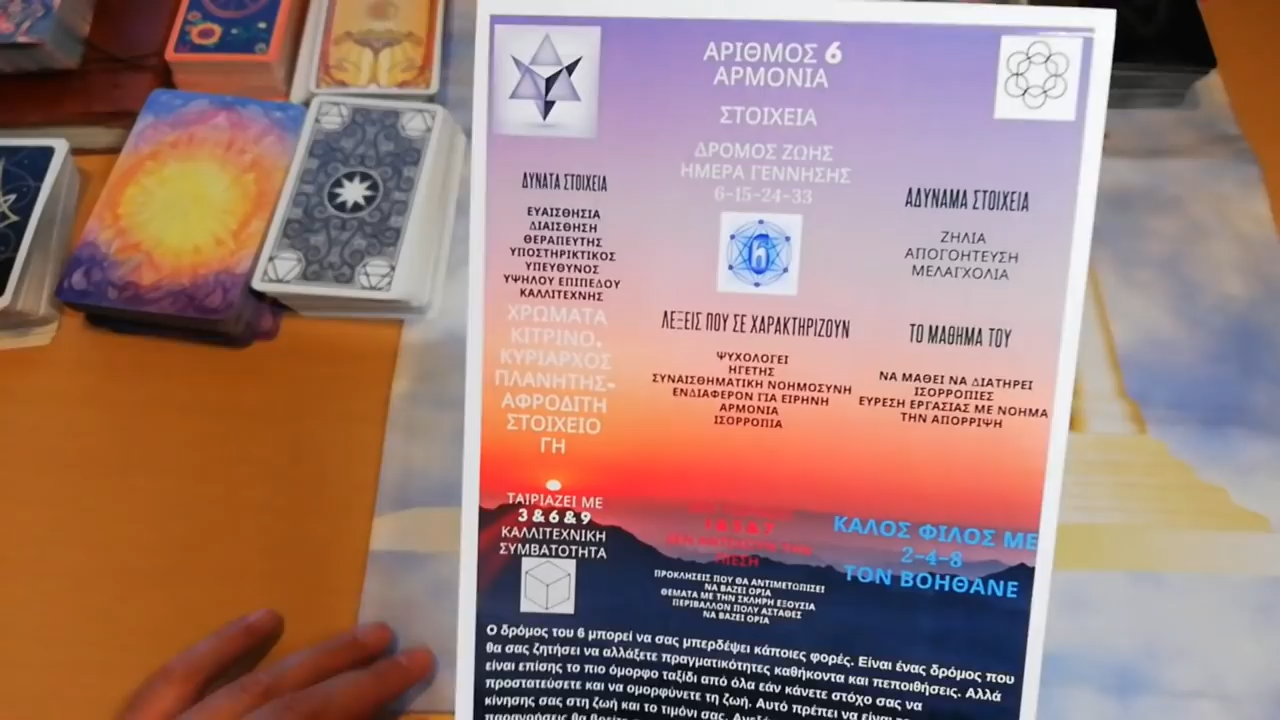 ΑΡΙΘΜΟΣ 6
ΑΡΜΟΝΙΑ
ΣΤΟΙΧΕΙΑ
ΔΡΟΜΟΣ ΖΩΗΣ
ΗΜΕΡΑ ΓΕΝΝΗΣΗΣ
6-15-24-33
6
ΔΥΝΑΤΑ ΣΤΟΙΧΕΙΑ
ΕΥΑΙΣΘΗΣΙΑ
ΔΙΑΙΣΘΗΣΗ
ΘΕΡΑΠΕΥΤΗΣ
ΥΠΟΣΤΗΡΙΚΤΙΚΟΣ
ΥΠΕΥΘΥΝΟΣ
ΥΨΗΛΟΥ ΕΠΙΠΕΔΟΥ
ΚΑΛΛΙΤΕΧΝΗΣ
ΧΡΩΜΑΤΑ
ΚΙΤΡΙΝΟ.
ΚΥΡΙΑΡΧΟΣ
ΠΛΑΝΗΤΗΣ-
ΑΦΡΟΔΙΤΗ
ΣΤΟΙΧΕΙΟ
ΓΗ
ΤΑΙΡΙΑΖΕΙ ΜΕ
3 & 6 & 9
ΚΑΛΛΙΤΕΧΝΙΚΗ
ΣΥΜΒΑΤΟΤΗΤΑ
ΛΕΞΕΙΣ ΠΟΥ ΣΕ ΧΑΡΑΚΤΗΡΙΖΟΥΝ
ΨΥΧΟΛΟΓΕΙ
ΗΓΕΤΗΣ
ΣΥΝΑΙΣΘΗΜΑΤΙΚΗ ΝΟΗΜΟΣΥΝΗ
ΕΝΔΙΑΦΕΡΟΝ ΓΙΑ ΕΙΡΗΝΗ
ΑΡΜΟΝΙΑ
ΙΣΟΡΡΟΠΙΑ
ΠΙΕΣΗ
ΠΡΟΚΛΗΣΕΙΣ ΠΟΥ ΘΑ ΑΝΤΙΜΕΤΩΠΙΣΕΙ
ΝΑ ΒΑΖΕΙ ΟΡΙΑ
ΘΕΜΑΤΑ ΜΕ ΤΗΝ ΣΚΛΗΡΗ ΕΞΟΥΣΙΑ
ΠΕΡΙΒΑΛΛΟΝ ΠΟΛΥ ΑΣΤΑΘΕΣ
ΝΑ ΒΑΖΕΙ ΟΡΙΑ
ΑΔΥΝΑΜΑ ΣΤΟΙΧΕΙΑ
ΖΗΛΙΑ
ΑΠΟΓΟΗΤΕΥΣΗ
ΜΕΛΑΓΧΟΛΙΑ
ΤΟ ΜΑΘΗΜΑ ΤΟΥ
ΝΑ ΜΑΘΕΙ ΝΑ ΔΙΑΤΗΡΕΙ
ΙΣΟΡΡΟΠΙΕΣ
ΕΥΡΕΣΗ ΕΡΓΑΣΙΑΣ ΜΕ ΝΟΗΜΑ
ΤΗΝ ΑΠΟΡΡΙΨΗ
ΚΑΛΟΣ ΦΙΛΟΣ ΜΕ
2-4-8
ΤΟΝ ΒΟΗΘΑΝΕ
Ο δρόμος του 6 μπορεί να σας μπερδέψει κάποιες φορές. Είναι ένας δρόμος που
θα σας ζητήσει να αλλάξετε πραγματικότητες καθήκοντα και πεποιθήσεις. Αλλά
είναι επίσης το πιο όμορφο ταξίδι από όλα εάν κάνετε στόχο σας να
προστατεύσετε και να ομορφύνετε τη ζωή. Αυτό πρέπει να είναι
κίνησης σας στη ζωή και το τιμόνι σας.